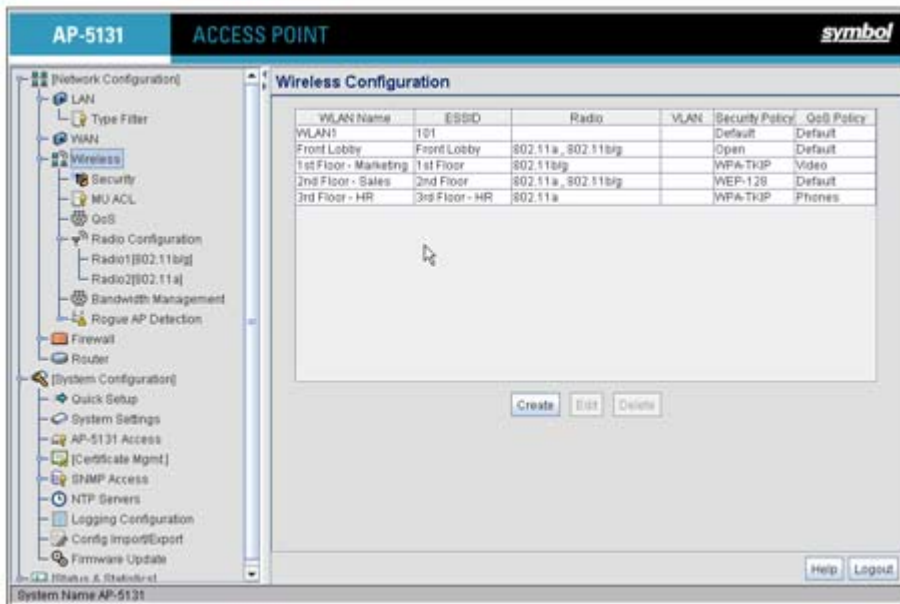 AP-5131 ACCESS POINT symbol
[Network Configuration]
LAN
Type Filter
WAN
Wireless
Security
MU ACL
QoS
Radio Configuration
Radio1[802.11b/g]
Radio2[802.11a]
Bandwidth Management
Rogue AP Detection
Firewall
Router
[System Configuration]
Quick Setup
System Settings
AP-5131 Access
[Certificate Mgmt.]
SNMP Access
NTP Servers
Logging Configuration
Config Import/Export
Firmware Update
[Status & Statistics]
Wireless Configuration
WLAN Name ESSID Radio VLAN Security Policy QoS Policy
WLAN1 101 Default Default
Front Lobby Front Lobby 802.11a , 802.11b/g Open Default
1st Floor - Marketing 1st Floor 802.11b/g WPA-TKIP Video
2nd Floor - Sales 2nd Floor 802.11a , 802.11b/g WEP-128 Default
3rd Floor - HR 3rd Floor - HR 802.11a WPA-TKIP Phones
Create Edit Delete
Help Logout
System Name AP-5131